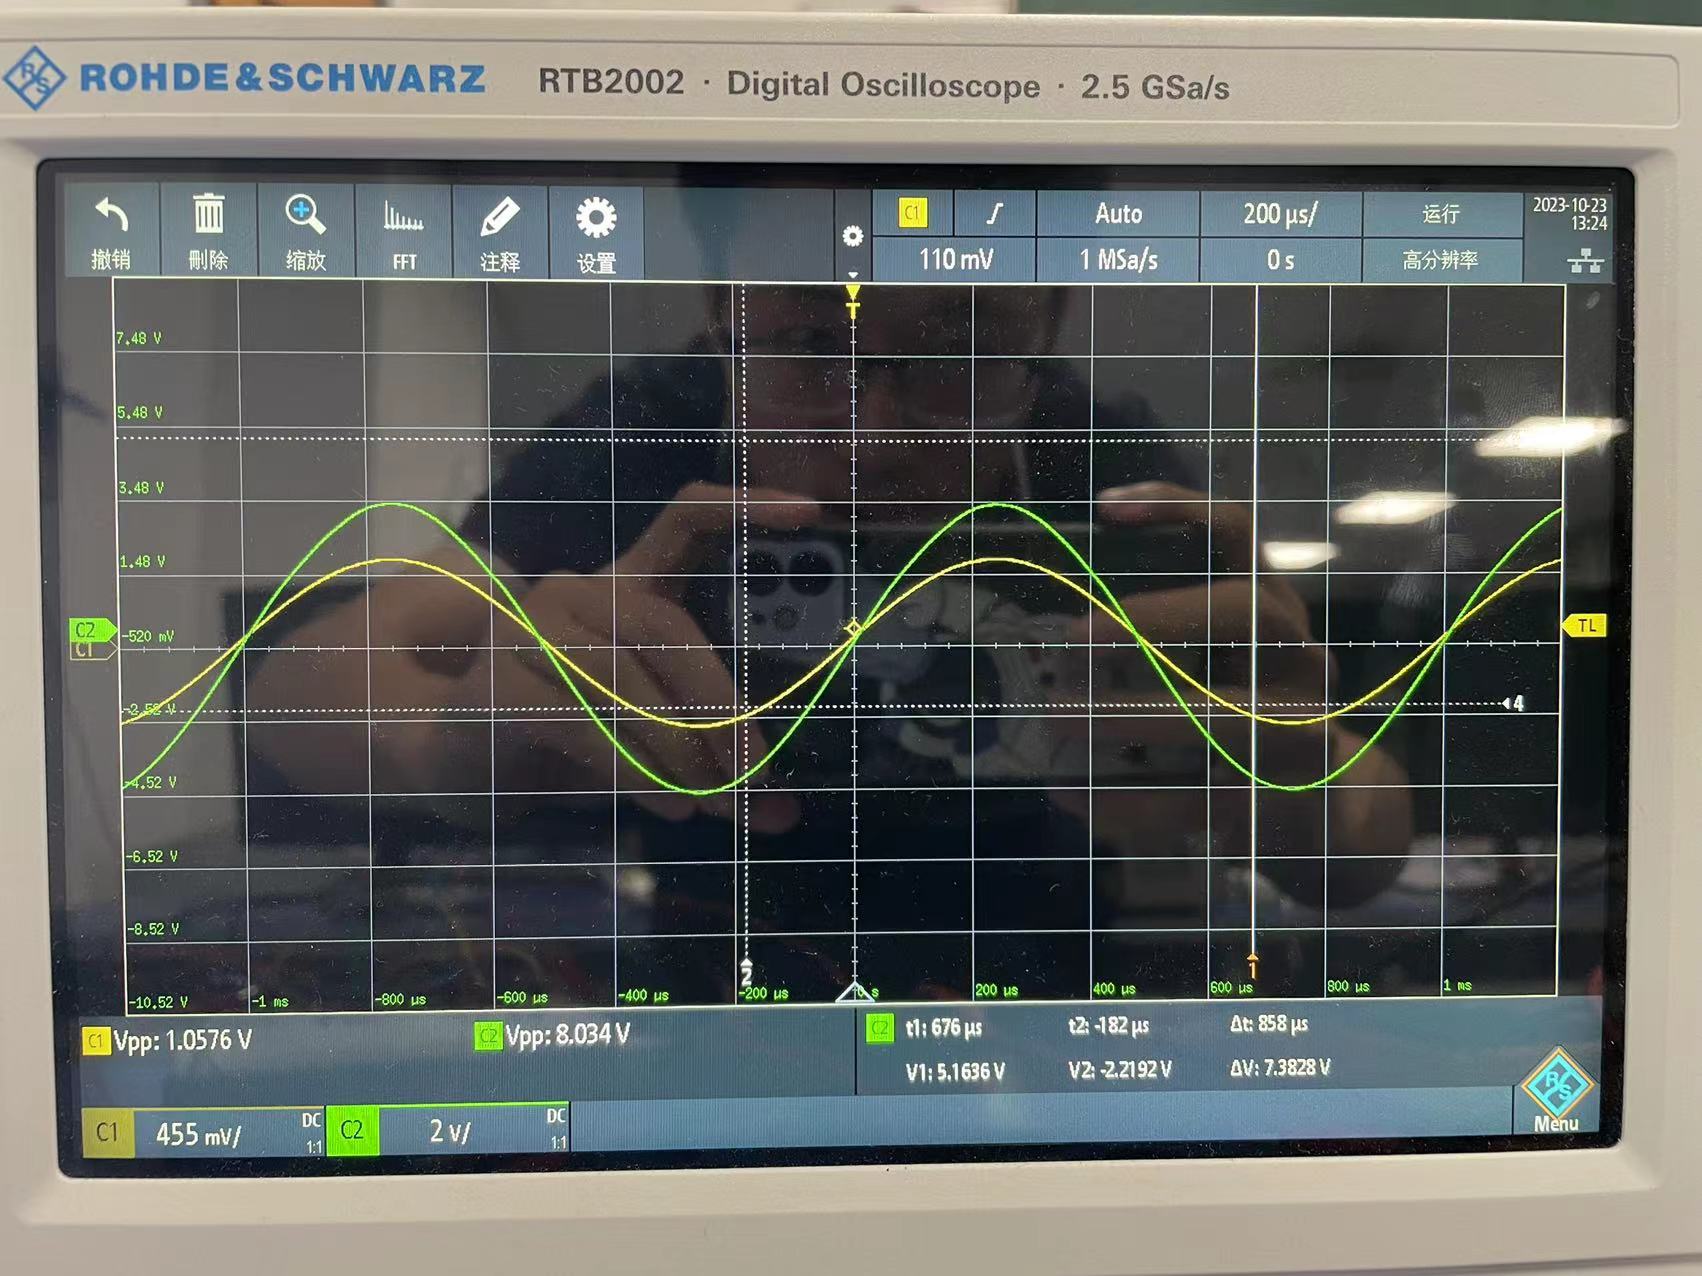 ROHDE & SCHWARZ RTB2002 · Digital Oscilloscope · 2.5 GSa/s
撤销 刪除 缩放 FFT 注释 设置
C1 Auto 200 µs/ 运行 2023-10-23
13:24
110 mV 1 MSa/s 0 s 高分辨率
T
7.48 V
5.48 V
3.48 V
1.48 V
C2 -520 mV TL
C1
-2.52 V 4
-4.52 V
-6.52 V
-8.52 V
2 1
-10.52 V -1 ms -800 µs -600 µs -400 µs -200 µs 0 s 200 µs 400 µs 600 µs 800 µs 1 ms
C1 Vpp: 1.0576 V C2 Vpp: 8.034 V C2 t1: 676 µs t2: -182 µs Δt: 858 µs
V1: 5.1636 V V2: -2.2192 V ΔV: 7.3828 V
C1 455 mV/ DC 1:1 C2 2 V/ DC 1:1
R S
Menu